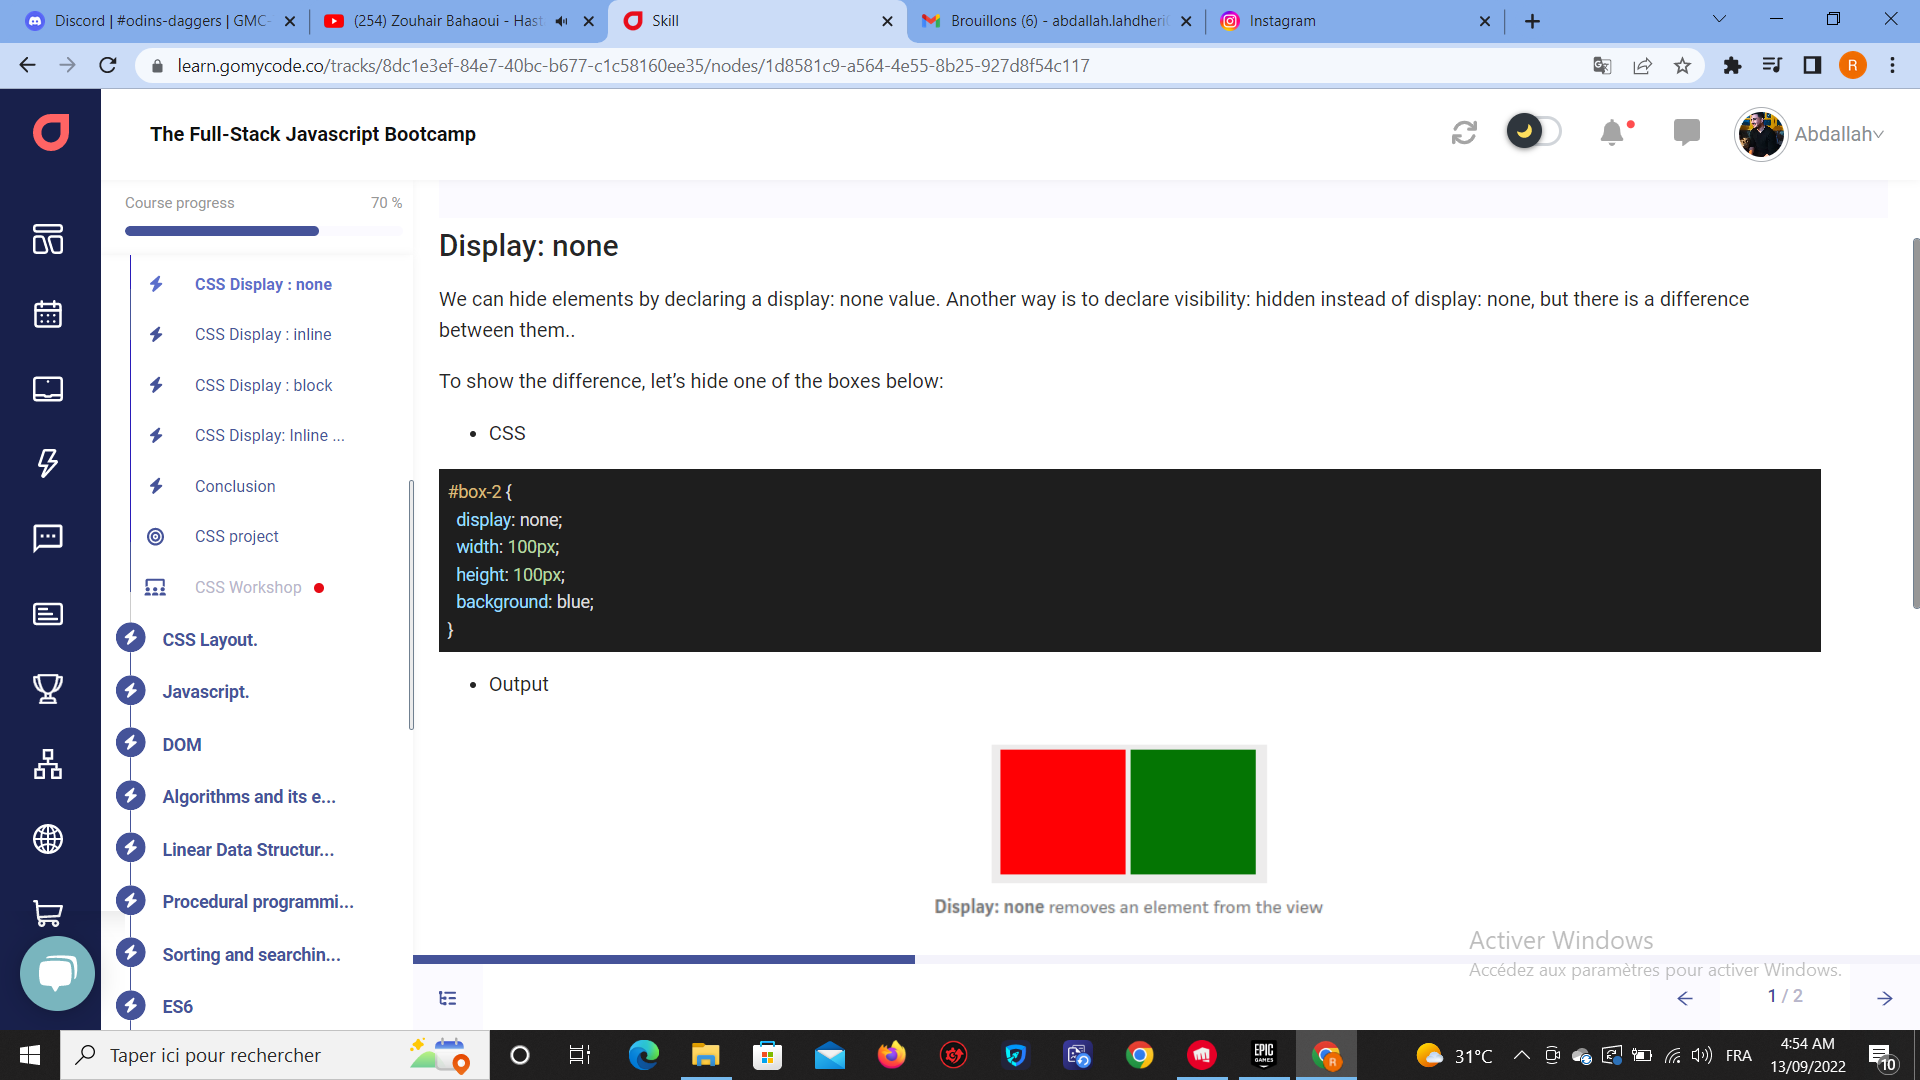 Discord | #odins-daggers | GMC-
(254) Zouhair Bahaoui - Hast
Skill
Brouillons (6) - abdallah.lahdheri
Instagram
learn.gomycode.co/tracks/8dc1e3ef-84e7-40bc-b677-c1c58160ee35/nodes/1d8581c9-a564-4e55-8b25-927d8f54c117
R
The Full-Stack Javascript Bootcamp
Abdallah
Course progress 70 %
CSS Display : none
CSS Display : inline
CSS Display : block
CSS Display: Inline ...
Conclusion
CSS project
CSS Workshop
CSS Layout.
Javascript.
DOM
Algorithms and its e...
Linear Data Structur...
Procedural programmi...
Sorting and searchin...
ES6
Display: none
We can hide elements by declaring a display: none value. Another way is to declare visibility: hidden instead of display: none, but there is a difference
between them..
To show the difference, let’s hide one of the boxes below:
• CSS
#box-2 {
display: none;
width: 100px;
height: 100px;
background: blue;
}
• Output
Display: none removes an element from the view
Activer Windows
Accédez aux paramètres pour activer Windows.
1 / 2
Taper ici pour rechercher
EPIC
GAMES
R
31°C
FRA
4:54 AM
13/09/2022
10